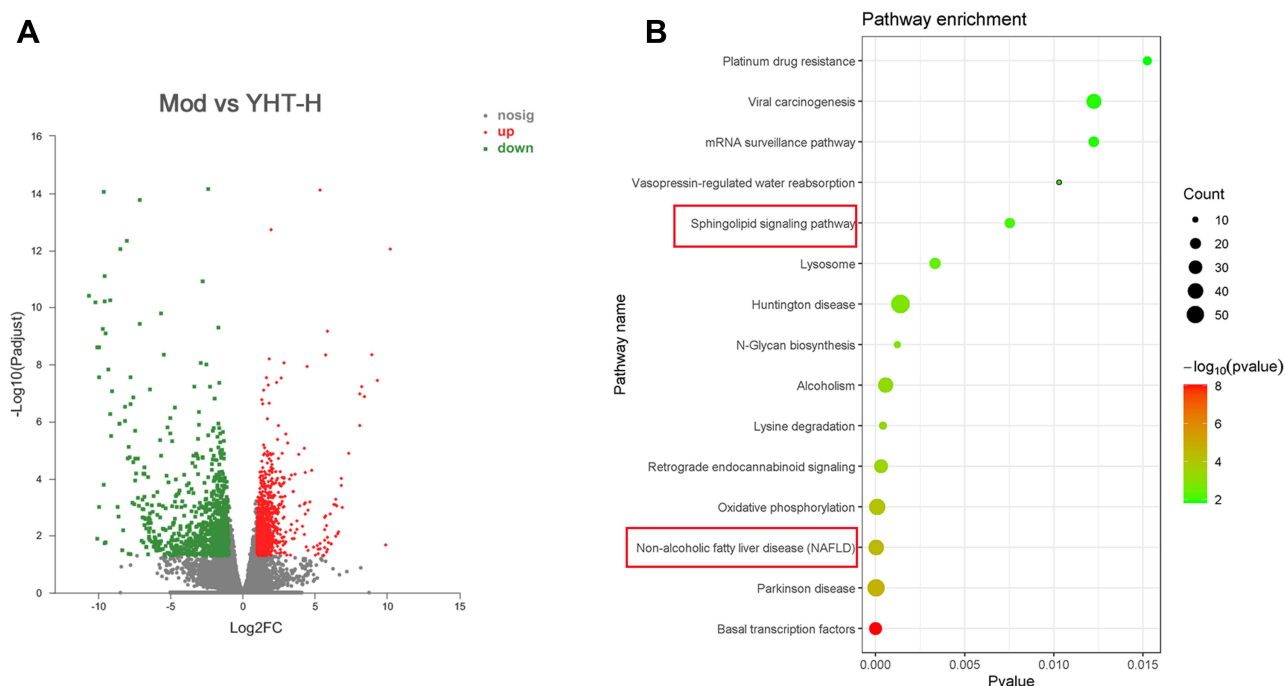 A
Mod vs YHT-H
nosig
up
down
16
14
12
10
8
6
4
2
0
-Log10(Padjust)
-10
-5
0
5
10
15
Log2FC
B
Pathway enrichment
Pathway name
Platinum drug resistance
Viral carcinogenesis
mRNA surveillance pathway
Vasopressin-regulated water reabsorption
Sphingolipid signaling pathway
Lysosome
Huntington disease
N-Glycan biosynthesis
Alcoholism
Lysine degradation
Retrograde endocannabinoid signaling
Oxidative phosphorylation
Non-alcoholic fatty liver disease (NAFLD)
Parkinson disease
Basal transcription factors
0.000
0.005
0.010
0.015
Pvalue
Count
10
20
30
40
50
−log₁₀(pvalue)
8
6
4
2